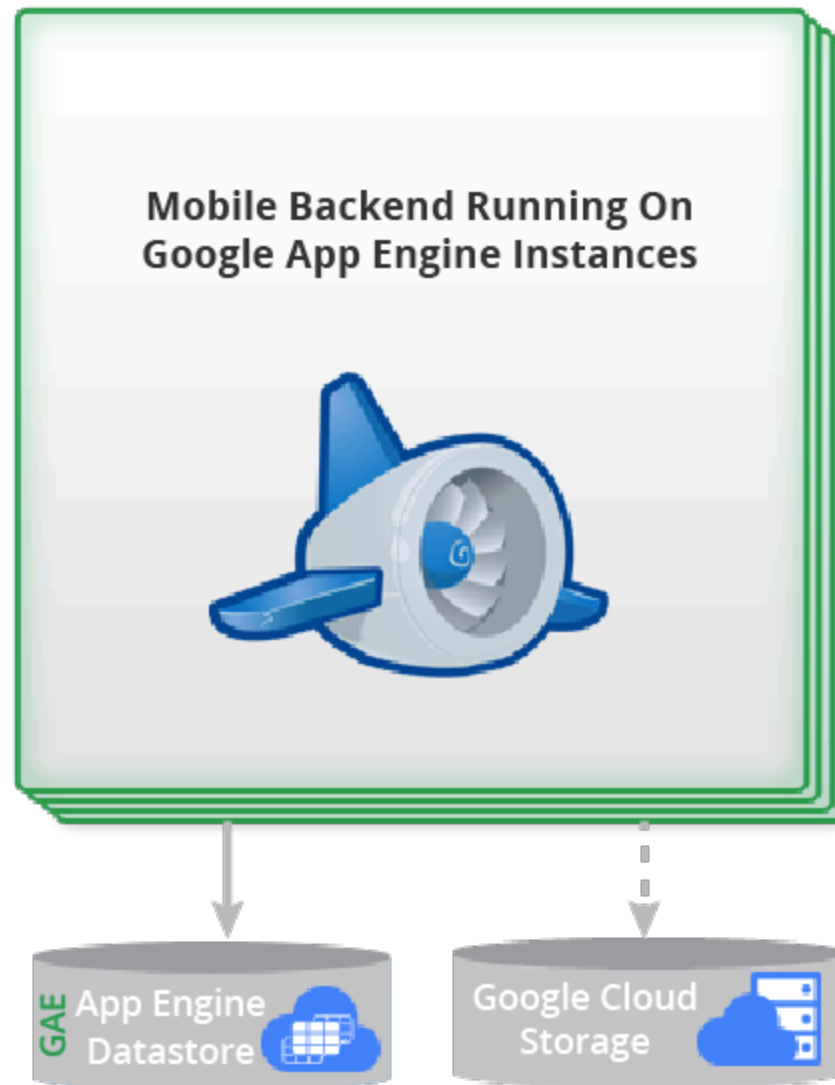 Mobile Backend Running On
Google App Engine Instances
GAE
App Engine
Datastore
Google Cloud
Storage